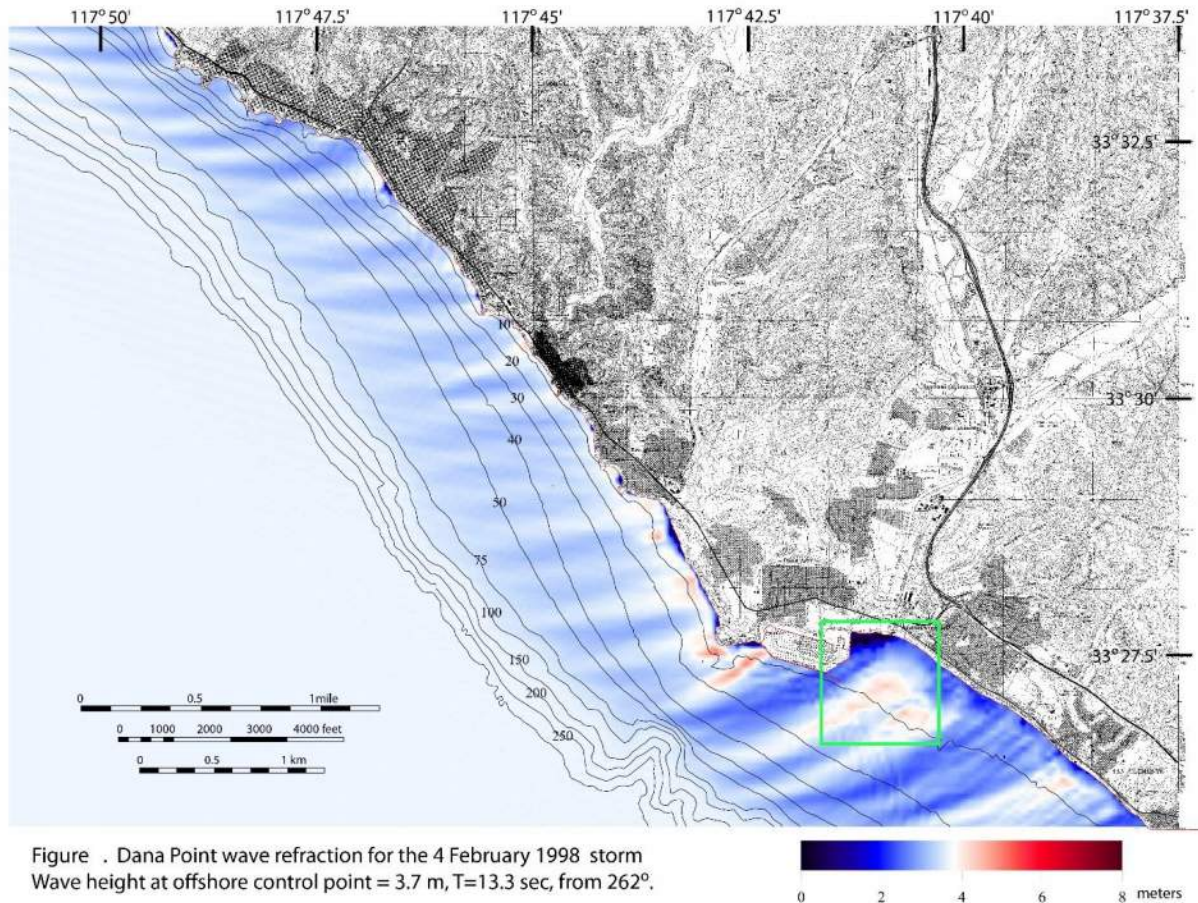 117°50' 117°47.5' 117°45' 117°42.5' 117°40' 117°37.5'
33°32.5'
33°30'
33°27.5'
10
20
30
40
50
75
100
150
200
250
0 0.5 1mile
0 1000 2000 3000 4000 feet
0 0.5 1 km
Figure . Dana Point wave refraction for the 4 February 1998 storm
Wave height at offshore control point = 3.7 m, T=13.3 sec, from 262°.
0 2 4 6 8 meters